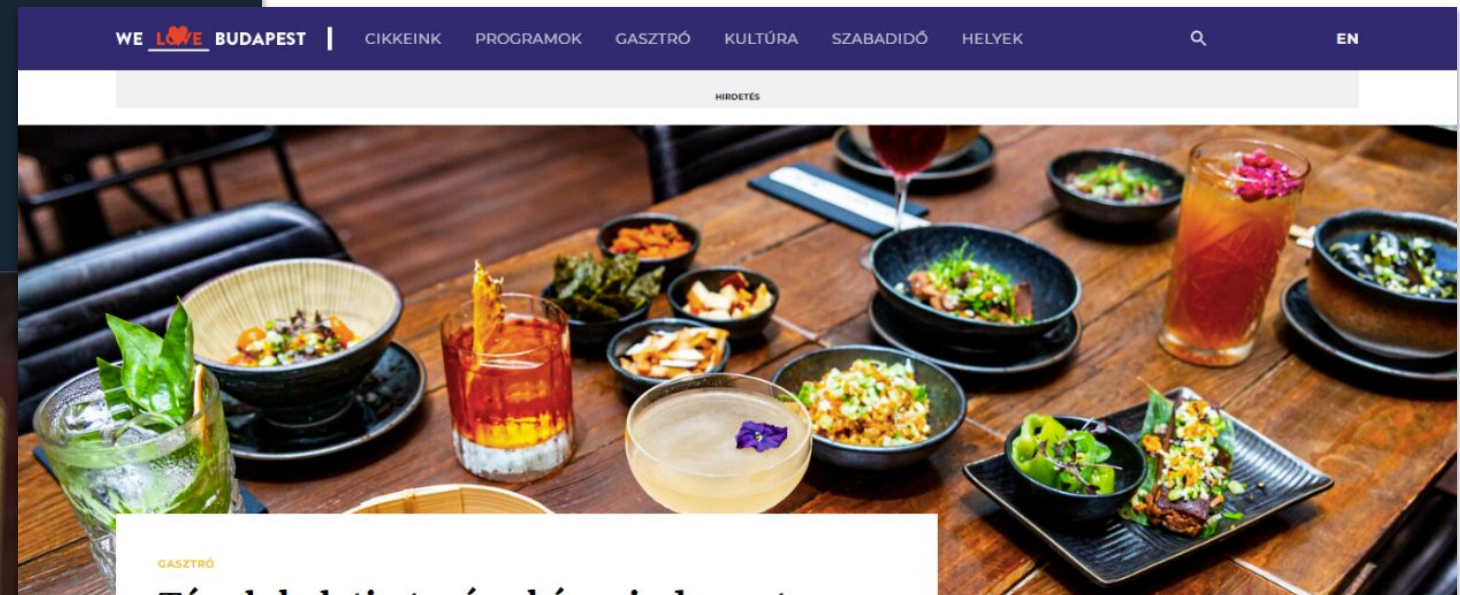 WE LOVE BUDAPEST | CIKKEINK PROGRAMOK GASZTRÓ KULTÚRA SZABADIDŐ HELYEK EN
HIRDETÉS
GASZTRÓ